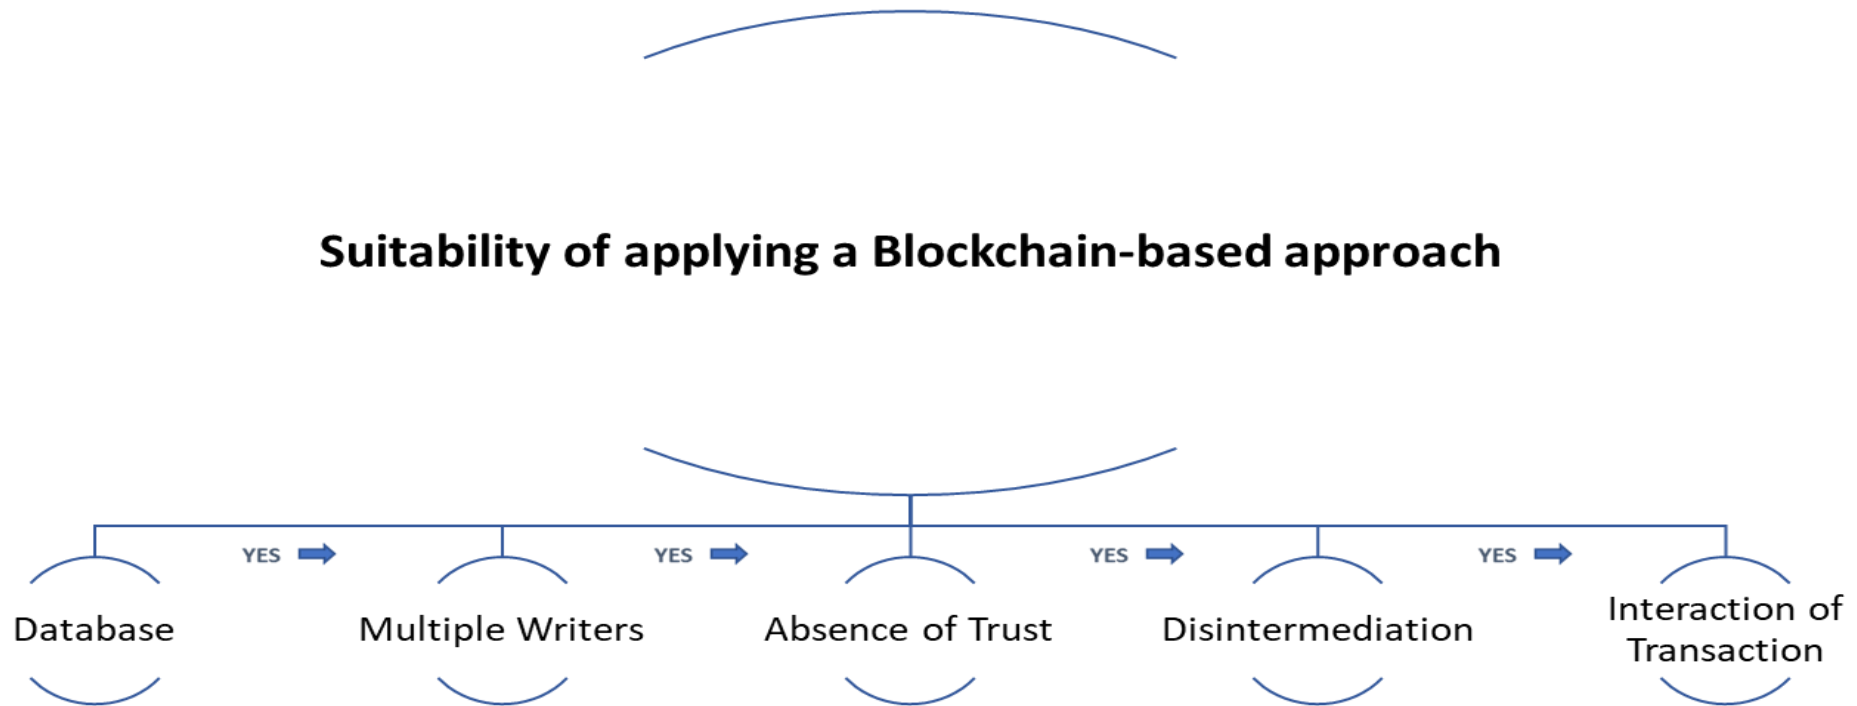 Suitability of applying a Blockchain-based approach
YES
YES
YES
YES
Database
Multiple Writers
Absence of Trust
Disintermediation
Interaction of
Transaction